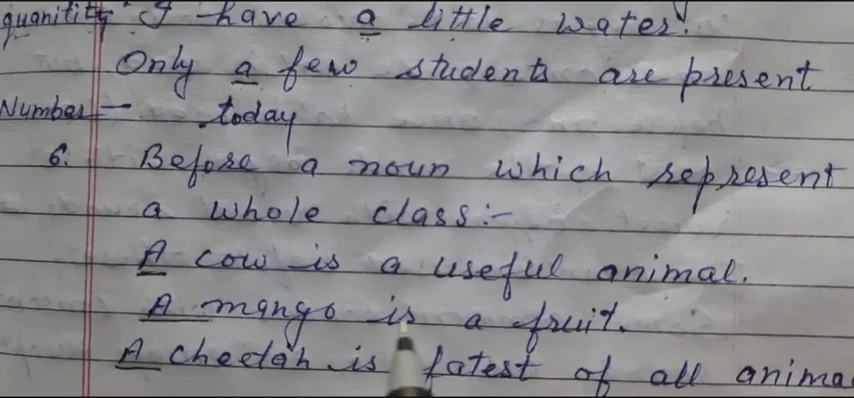 quanitity I have a little water.
Only a few students are present
Number - today
6. Before a noun which represent
a whole class:-
A cow is a useful animal.
A mango is a fruit.
A cheetah is fatest of all anima